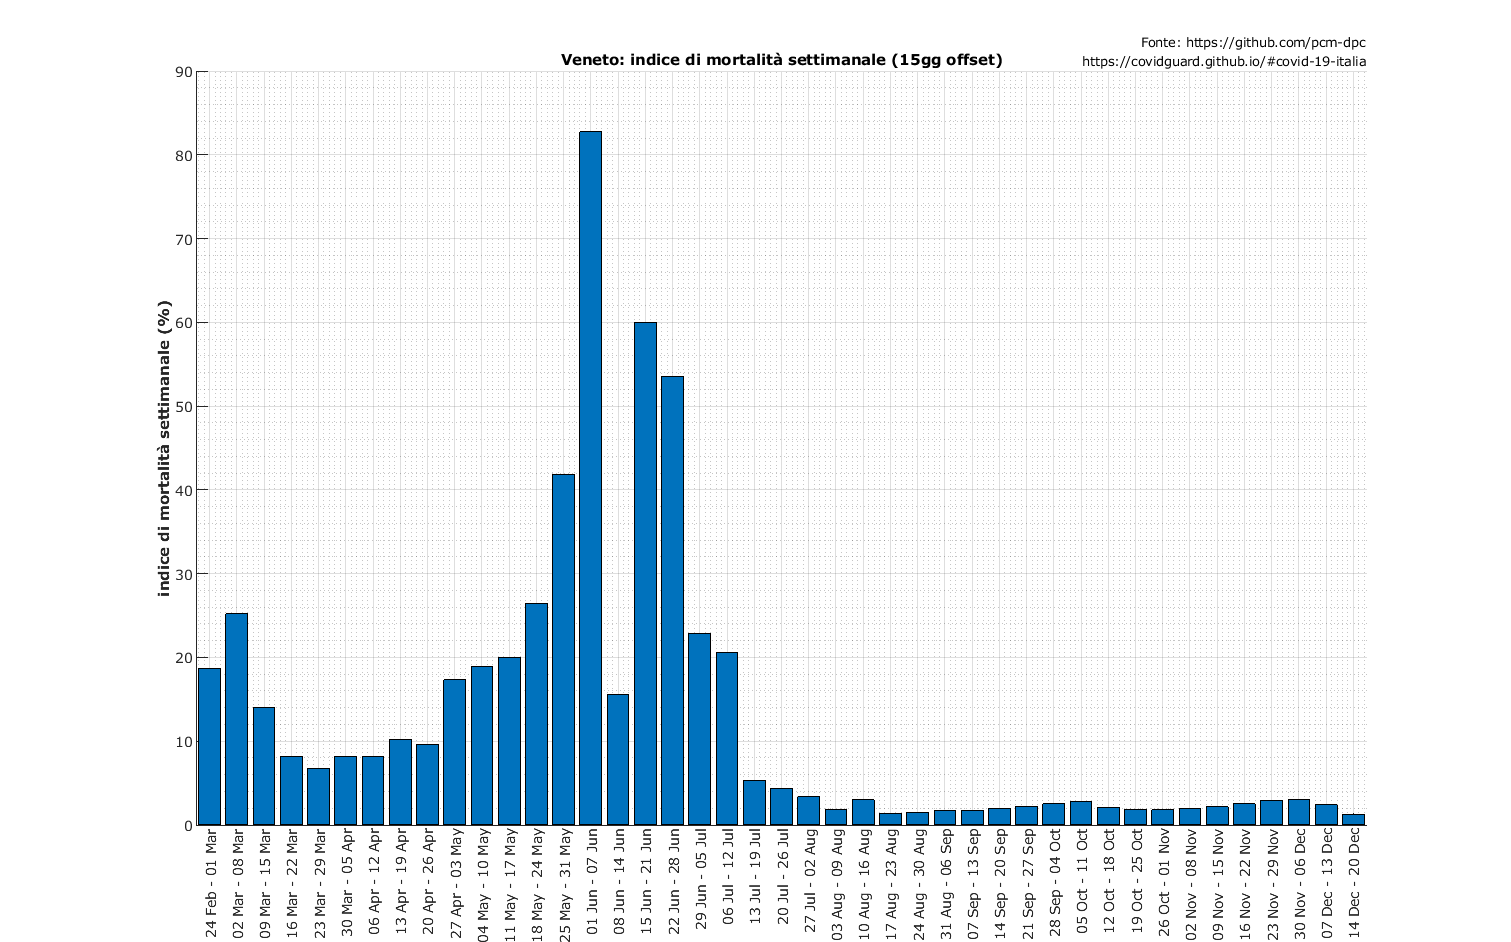 Fonte: https://github.com/pcm-dpc
Veneto: indice di mortalità settimanale (15gg offset)
https://covidguard.github.io/#covid-19-italia
indice di mortalità settimanale (%)
90
80
70
60
50
40
30
20
10
0
24 Feb - 01 Mar
02 Mar - 08 Mar
09 Mar - 15 Mar
16 Mar - 22 Mar
23 Mar - 29 Mar
30 Mar - 05 Apr
06 Apr - 12 Apr
13 Apr - 19 Apr
20 Apr - 26 Apr
27 Apr - 03 May
04 May - 10 May
11 May - 17 May
18 May - 24 May
25 May - 31 May
01 Jun - 07 Jun
08 Jun - 14 Jun
15 Jun - 21 Jun
22 Jun - 28 Jun
29 Jun - 05 Jul
06 Jul - 12 Jul
13 Jul - 19 Jul
20 Jul - 26 Jul
27 Jul - 02 Aug
03 Aug - 09 Aug
10 Aug - 16 Aug
17 Aug - 23 Aug
24 Aug - 30 Aug
31 Aug - 06 Sep
07 Sep - 13 Sep
14 Sep - 20 Sep
21 Sep - 27 Sep
28 Sep - 04 Oct
05 Oct - 11 Oct
12 Oct - 18 Oct
19 Oct - 25 Oct
26 Oct - 01 Nov
02 Nov - 08 Nov
09 Nov - 15 Nov
16 Nov - 22 Nov
23 Nov - 29 Nov
30 Nov - 06 Dec
07 Dec - 13 Dec
14 Dec - 20 Dec